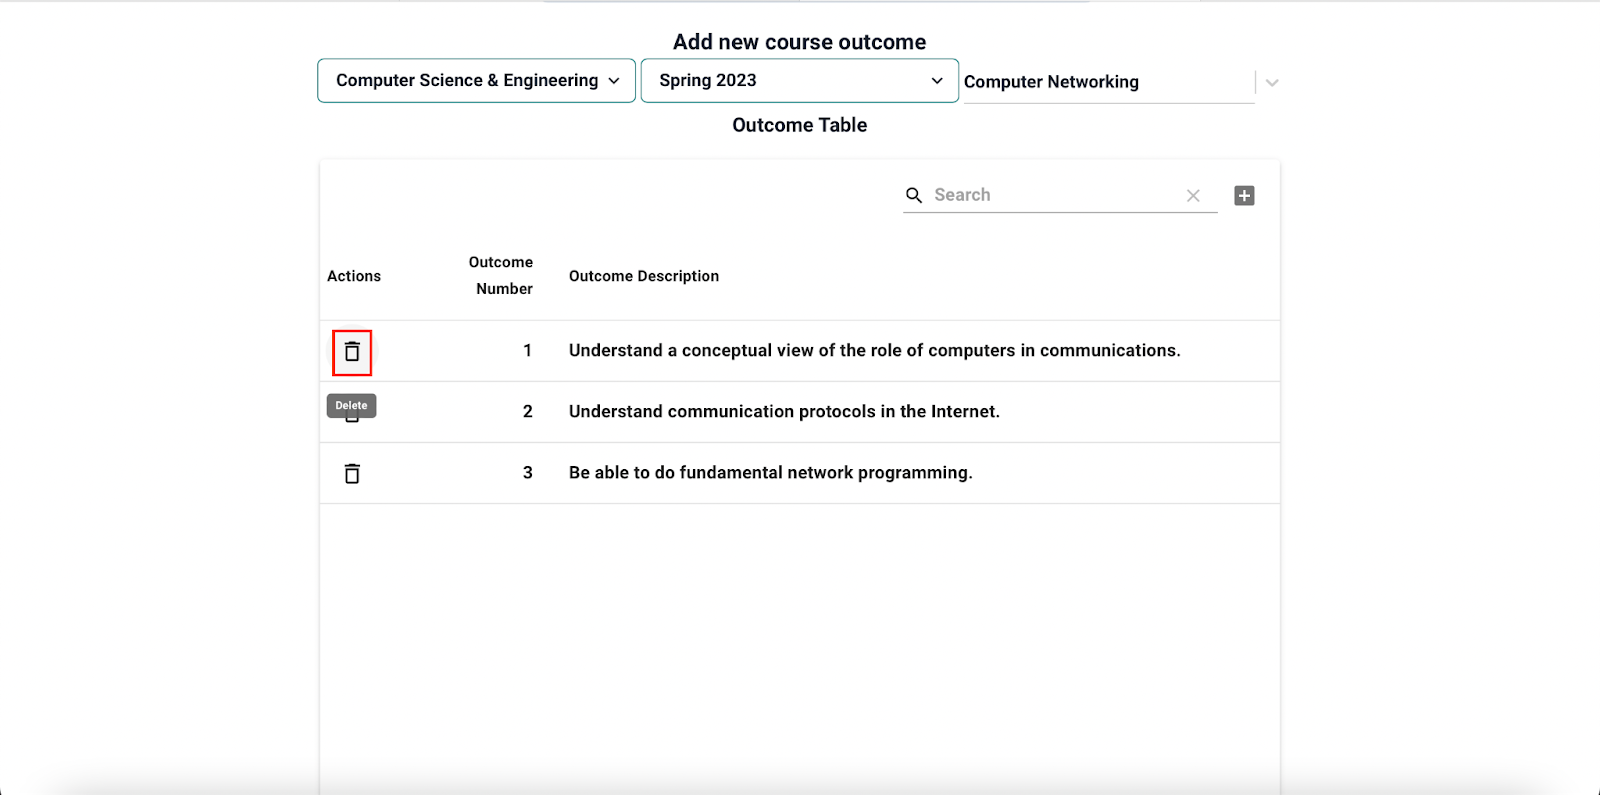 Add new course outcome
Computer Science & Engineering Spring 2023 Computer Networking
Outcome Table
Search
Actions Outcome Number Outcome Description
1 Understand a conceptual view of the role of computers in communications.
Delete
2 Understand communication protocols in the Internet.
3 Be able to do fundamental network programming.